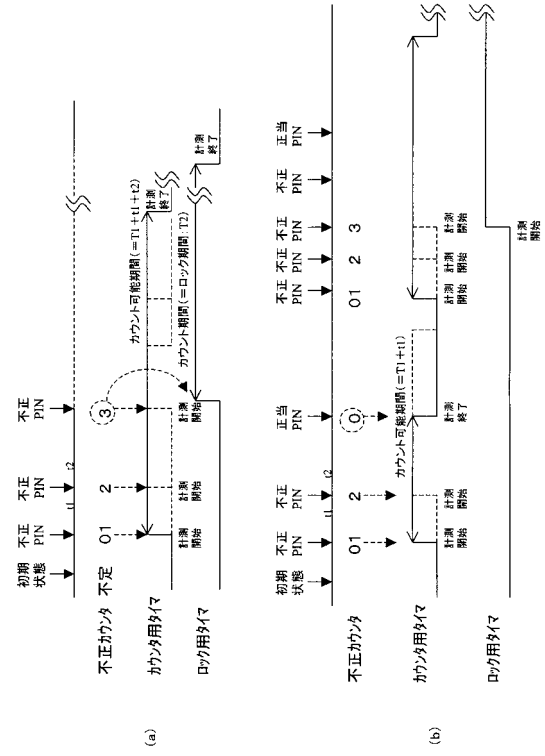 (a)
初期
状態
不正
PIN
不正
PIN
不正
PIN
t1
t2
不正カウンタ
不定
01
2
3
カウンタ用タイマ
計測
開始
計測
開始
計測
開始
カウント可能期間(=T1+t1+t2)
計測
終了
ロック用タイマ
カウント期間(=ロック期間:T2)
計測
終了
(b)
初期
状態
不正
PIN
不正
PIN
正当
PIN
不正
PIN
不正
PIN
不正
PIN
不正
PIN
正当
PIN
t1
t2
不正カウンタ
01
2
0
01
2
3
カウンタ用タイマ
計測
開始
計測
開始
カウント可能期間(=T1+t1)
計測
終了
計測
開始
計測
開始
計測
開始
ロック用タイマ
計測
開始